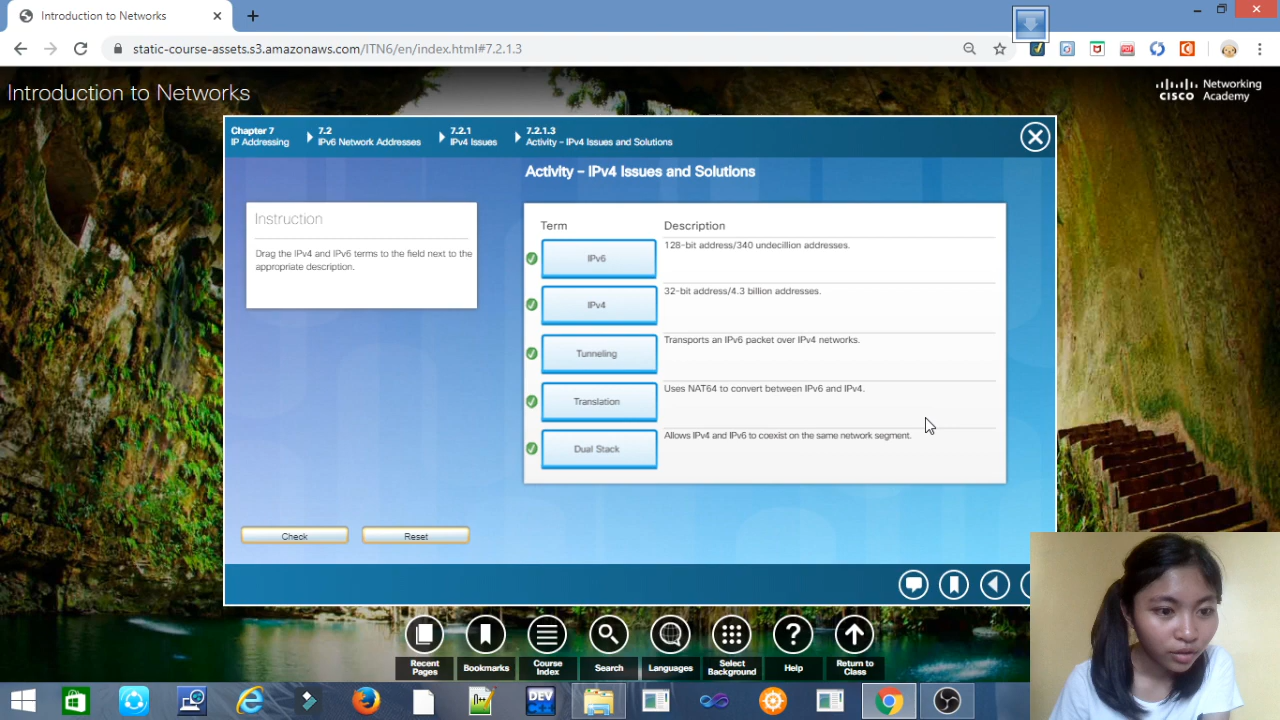 Introduction to Networks
static-course-assets.s3.amazonaws.com/ITN6/en/index.html#7.2.1.3
Introduction to Networks
Networking
CISCO Academy
Chapter 7
IP Addressing
7.2
IPv6 Network Addresses
7.2.1
IPv4 Issues
7.2.1.3
Activity – IPv4 Issues and Solutions
Activity – IPv4 Issues and Solutions
Instruction
Drag the IPv4 and IPv6 terms to the field next to the
appropriate description.
Term Description
IPv6 128-bit address/340 undecillion addresses.
IPv4 32-bit address/4.3 billion addresses.
Tunneling Transports an IPv6 packet over IPv4 networks.
Translation Uses NAT64 to convert between IPv6 and IPv4.
Dual Stack Allows IPv4 and IPv6 to coexist on the same network segment.
Check Reset
Recent
Pages
Bookmarks
Course
Index
Search
Languages
Select
Background
Help
Return to
Class
DEV